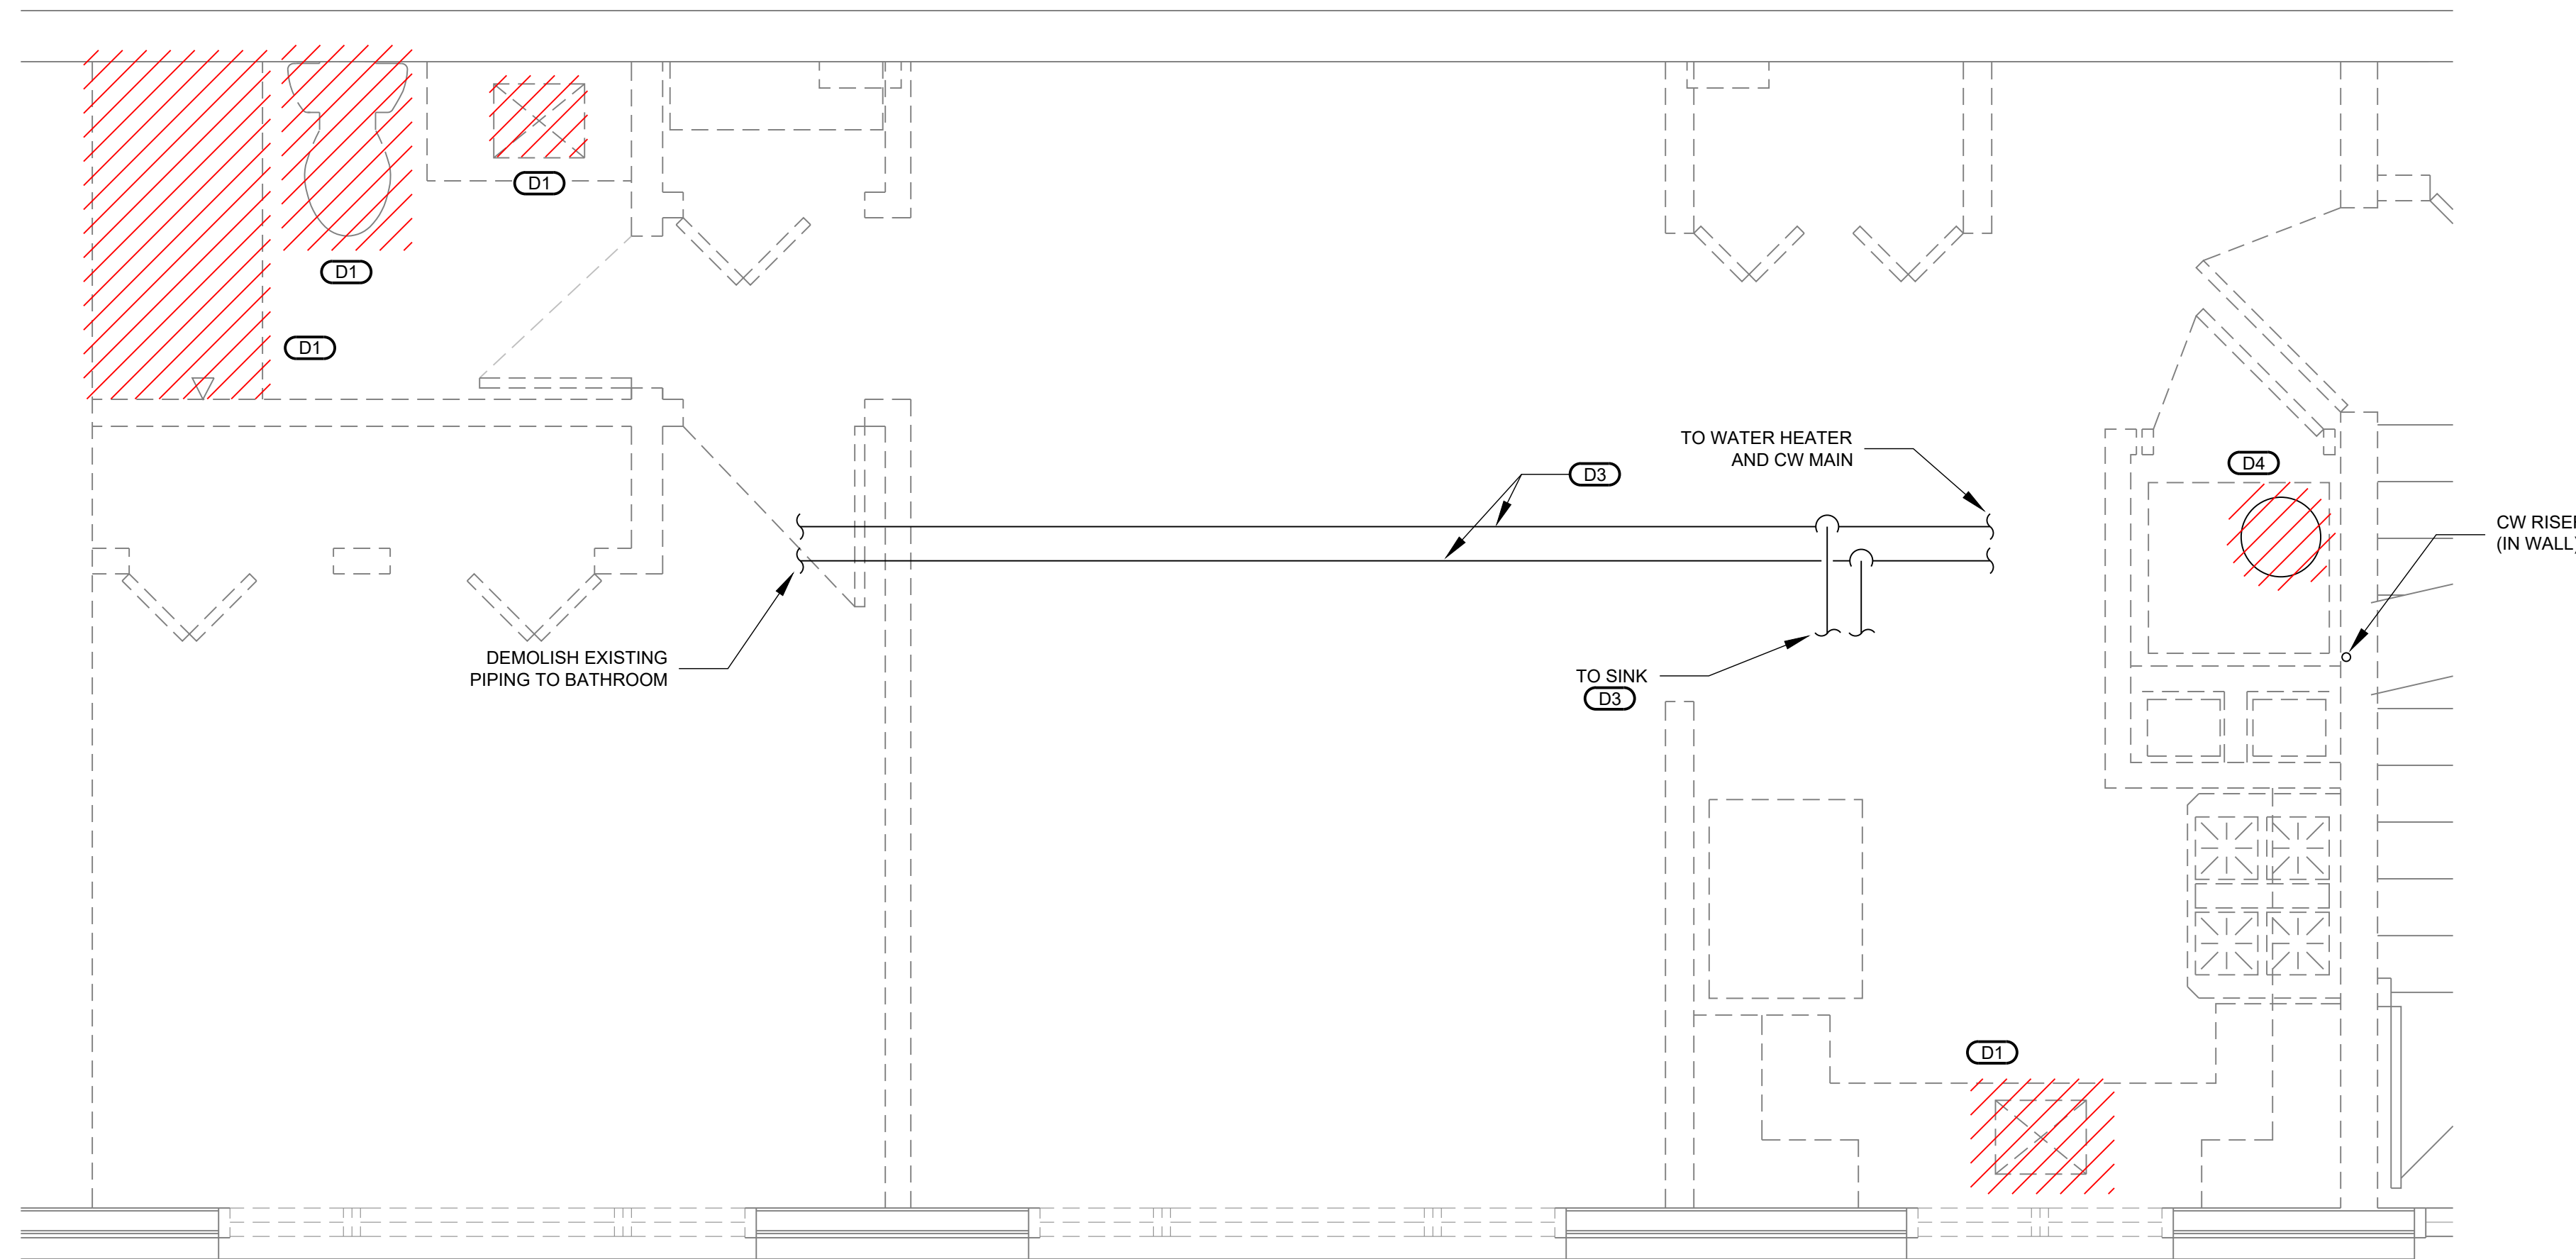 D1
D1
D1
TO WATER HEATER
AND CW MAIN
D3
D4
CW RISE
(IN WALL
DEMOLISH EXISTING
PIPING TO BATHROOM
TO SINK
D3
D1